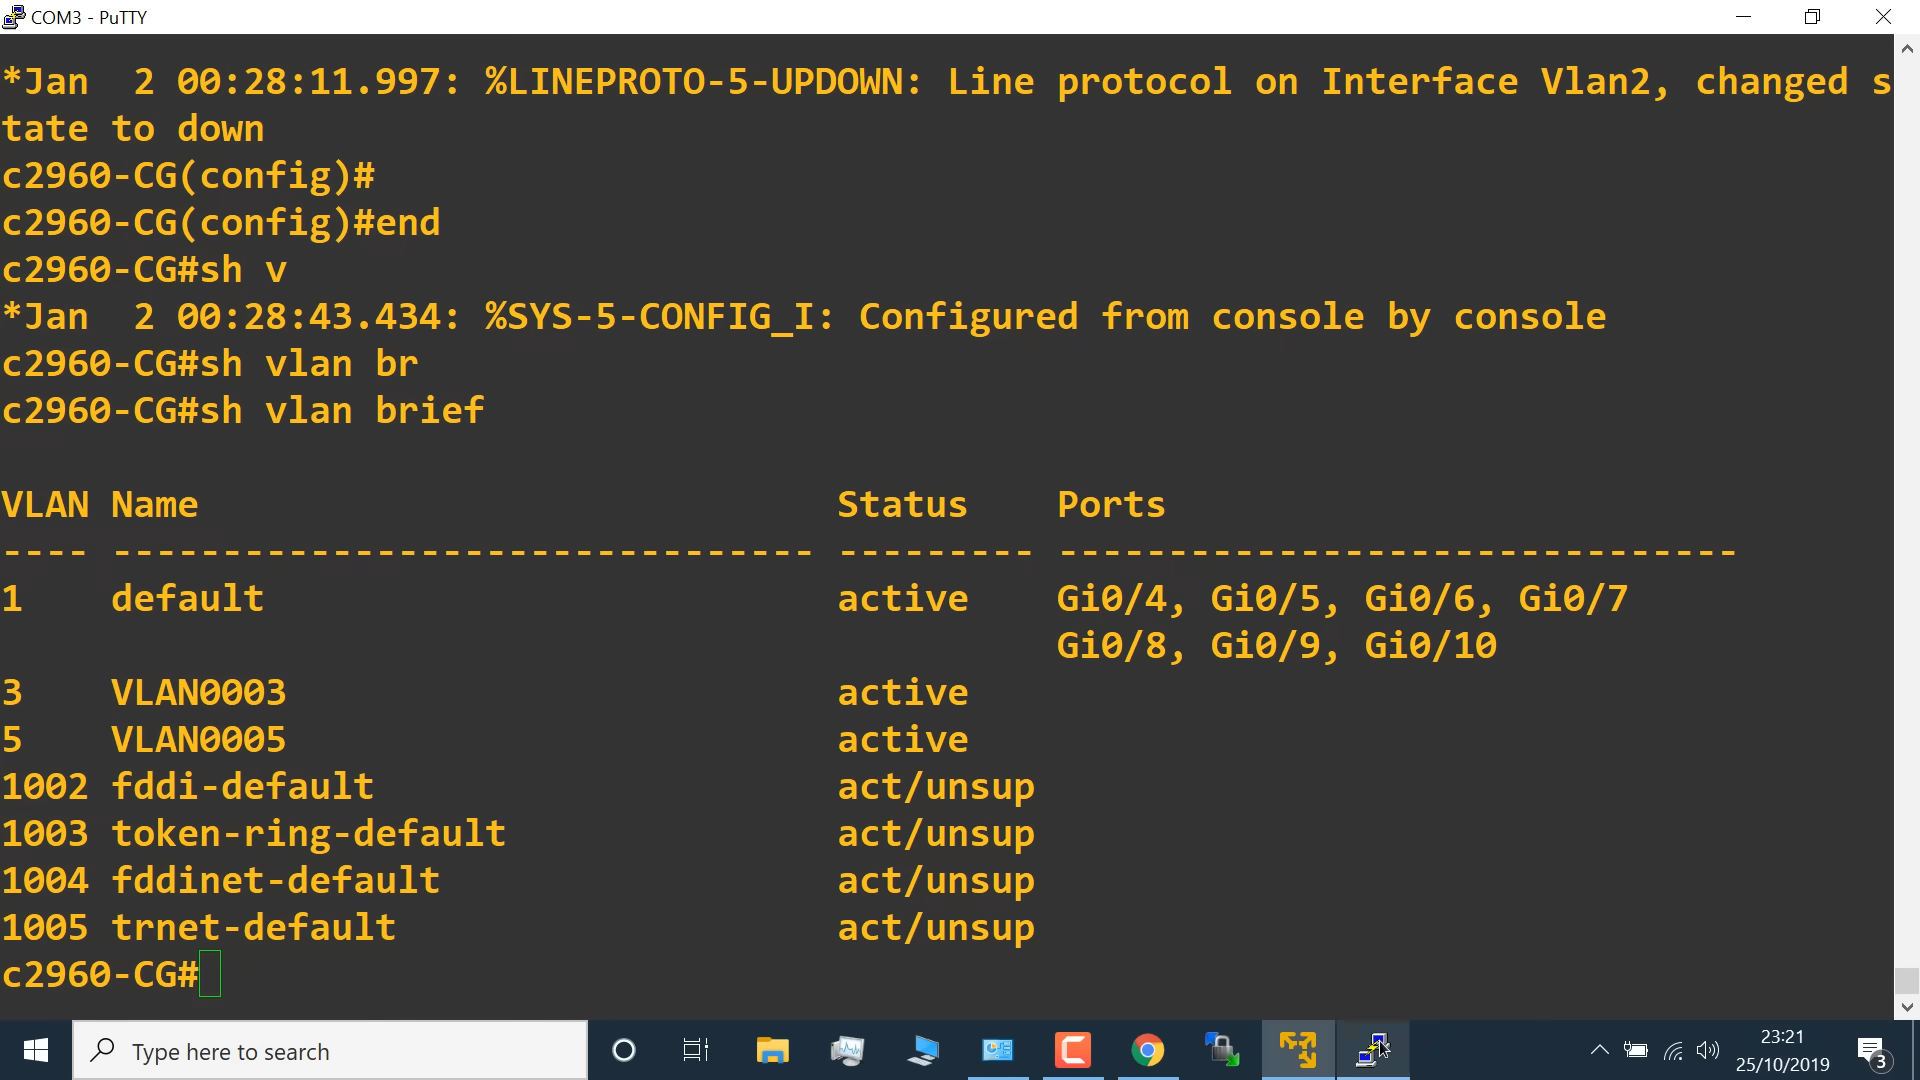 COM3 - PuTTY
*Jan  2 00:28:11.997: %LINEPROTO-5-UPDOWN: Line protocol on Interface Vlan2, changed s
tate to down
c2960-CG(config)#
c2960-CG(config)#end
c2960-CG#sh v
*Jan  2 00:28:43.434: %SYS-5-CONFIG_I: Configured from console by console
c2960-CG#sh vlan br
c2960-CG#sh vlan brief
VLAN Name                             Status    Ports
---- -------------------------------- --------- -------------------------------
1    default                          active    Gi0/4, Gi0/5, Gi0/6, Gi0/7
                                                Gi0/8, Gi0/9, Gi0/10
3    VLAN0003                         active
5    VLAN0005                         active
1002 fddi-default                     act/unsup
1003 token-ring-default               act/unsup
1004 fddinet-default                  act/unsup
1005 trnet-default                    act/unsup
c2960-CG#
Type here to search
23:21
25/10/2019
3